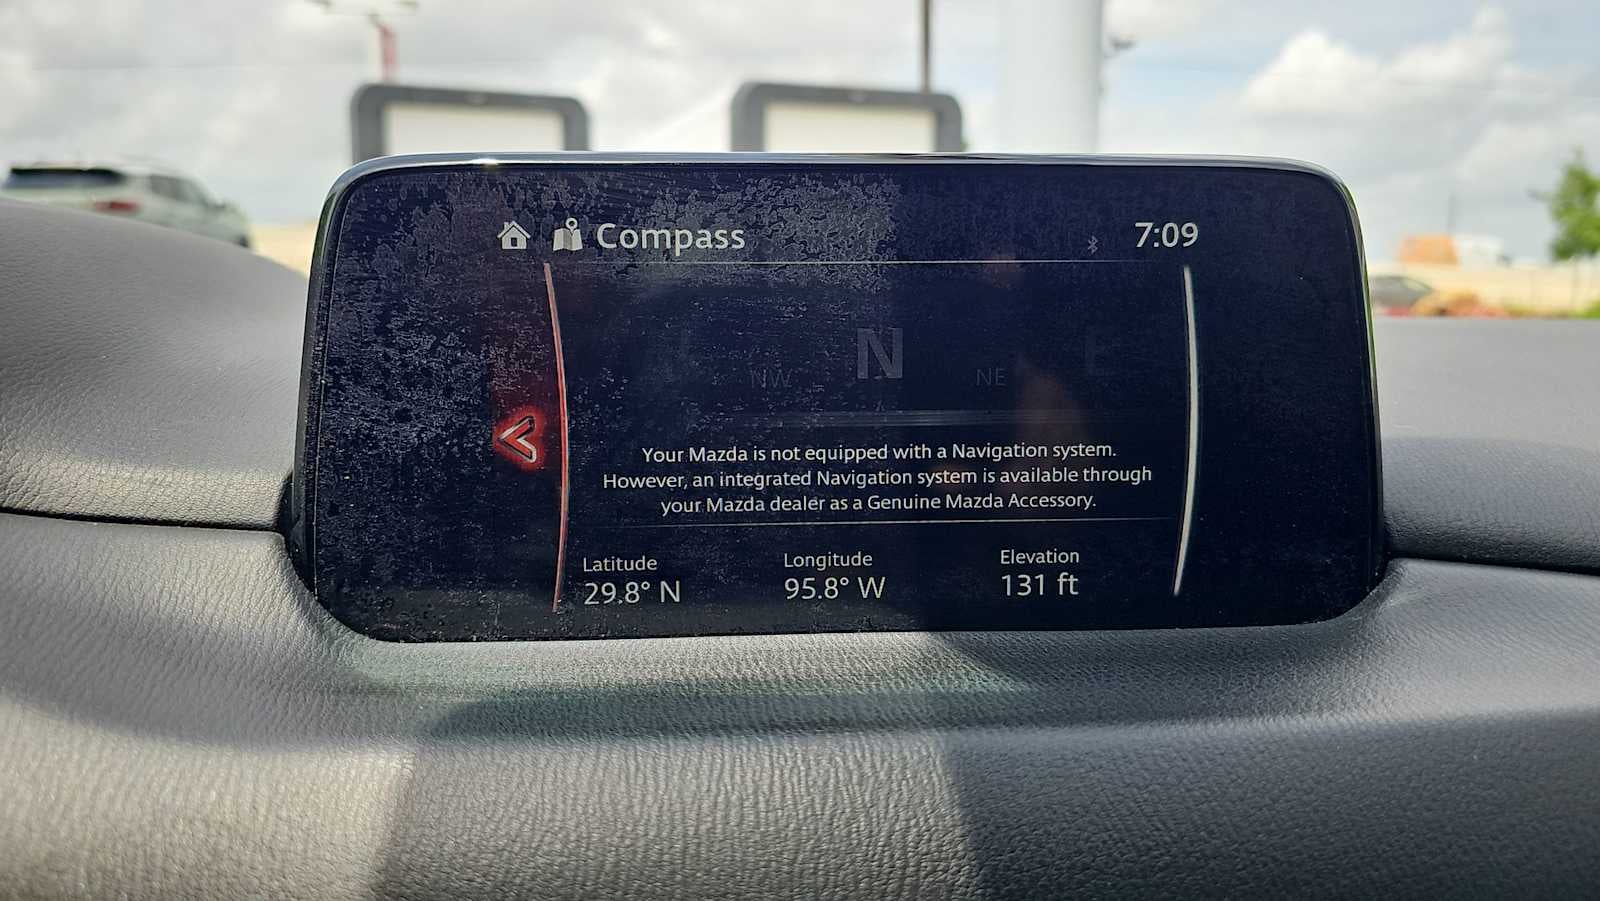 Compass 7:09
NW N NE E
Your Mazda is not equipped with a Navigation system.
However, an integrated Navigation system is available through
your Mazda dealer as a Genuine Mazda Accessory.
Latitude Longitude Elevation
29.8° N 95.8° W 131 ft